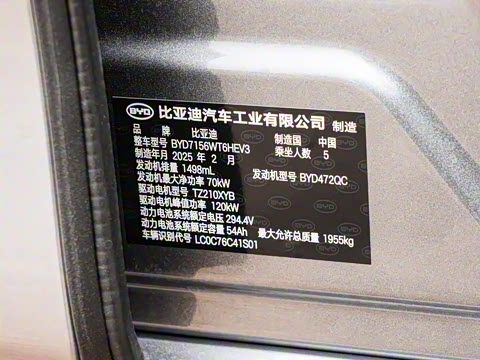 BYD 比亚迪汽车工业有限公司 制造
品牌 比亚迪 制造国 中国
整车型号 BYD7156WT6HEV3 乘坐人数 5
制造年月 2025 年 2 月
发动机排量 1498mL 发动机型号 BYD472QC
发动机最大净功率 70kW
驱动电机型号 TZ210XYB
驱动电机峰值功率 120kW
动力电池系统额定电压 294.4V
动力电池系统额定容量 54Ah 最大允许总质量 1955kg
车辆识别代号 LC0C76C41S01